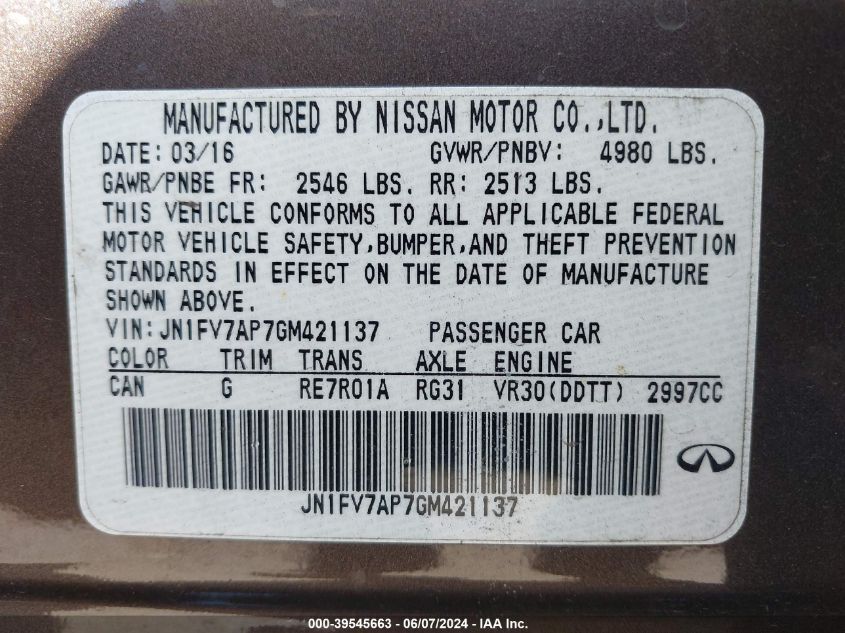 MANUFACTURED BY NISSAN MOTOR CO.,LTD.
DATE: 03/16 GVWR/PNBV: 4980 LBS.
GAWR/PNBE FR: 2546 LBS. RR: 2513 LBS.
THIS VEHICLE CONFORMS TO ALL APPLICABLE FEDERAL
MOTOR VEHICLE SAFETY,BUMPER,AND THEFT PREVENTION
STANDARDS IN EFFECT ON THE DATE OF MANUFACTURE
SHOWN ABOVE.
VIN:JN1FV7AP7GM421137 PASSENGER CAR
COLOR TRIM TRANS AXLE ENGINE
CAN G RE7R01A RG31 VR30(DDTT) 2997CC
JN1FV7AP7GM421137
000-39545663 - 06/07/2024 - IAA Inc.